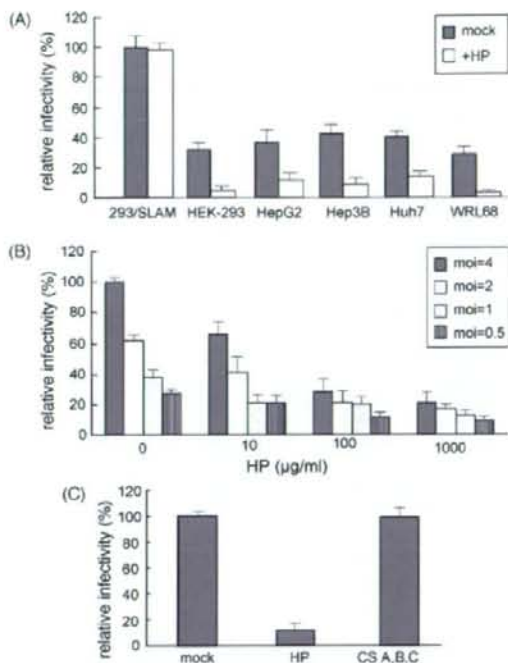 (A)
relative infectivity (%)
120
100
80
60
40
20
0
mock
+HP
293/SLAM HEK-293 HepG2 Hep3B Huh7 WRL68
(B)
relative infectivity (%)
120
100
80
60
40
20
0
moi=4
moi=2
moi=1
moi=0.5
0 10 100 1000
HP (µg/ml)
(C)
relative infectivity (%)
120
100
80
60
40
20
0
mock HP CS A,B,C